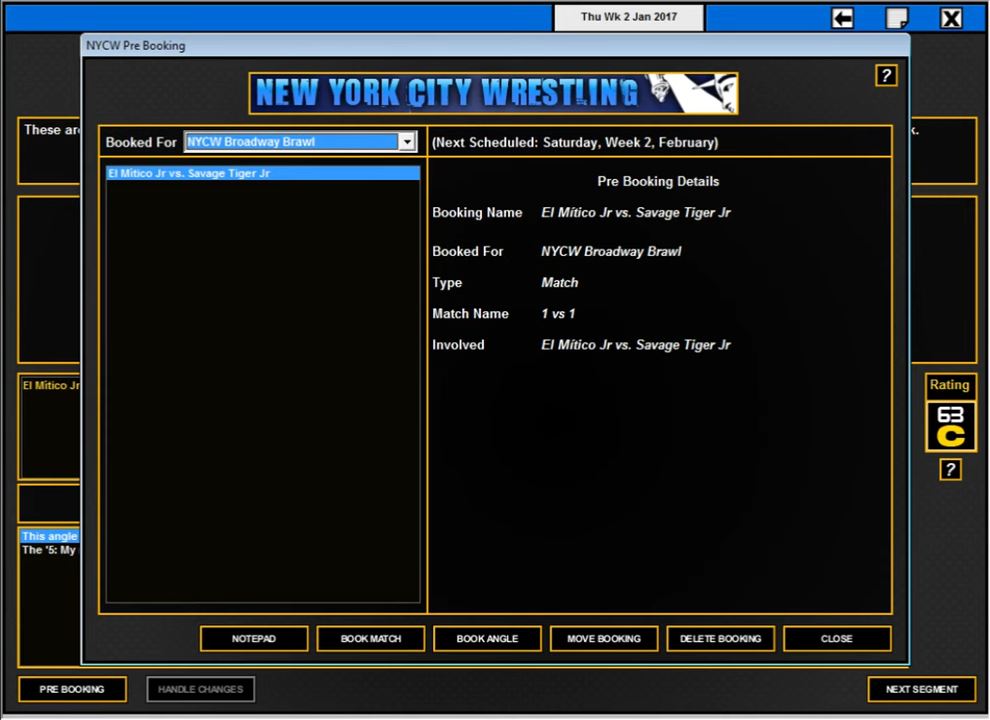 Thu Wk 2 Jan 2017
NYCW Pre Booking
NEW YORK CITY WRESTLING
?
These ar
k.
Booked For NYCW Broadway Brawl
(Next Scheduled: Saturday, Week 2, February)
El Mítico Jr vs. Savage Tiger Jr
Pre Booking Details
Booking Name El Mítico Jr vs. Savage Tiger Jr
Booked For NYCW Broadway Brawl
Type Match
Match Name 1 vs 1
Involved El Mítico Jr vs. Savage Tiger Jr
El Mítico Jr
Rating
63
C
?
This angle
The '5: My
NOTEPAD BOOK MATCH BOOK ANGLE MOVE BOOKING DELETE BOOKING CLOSE
PRE BOOKING HANDLE CHANGES NEXT SEGMENT